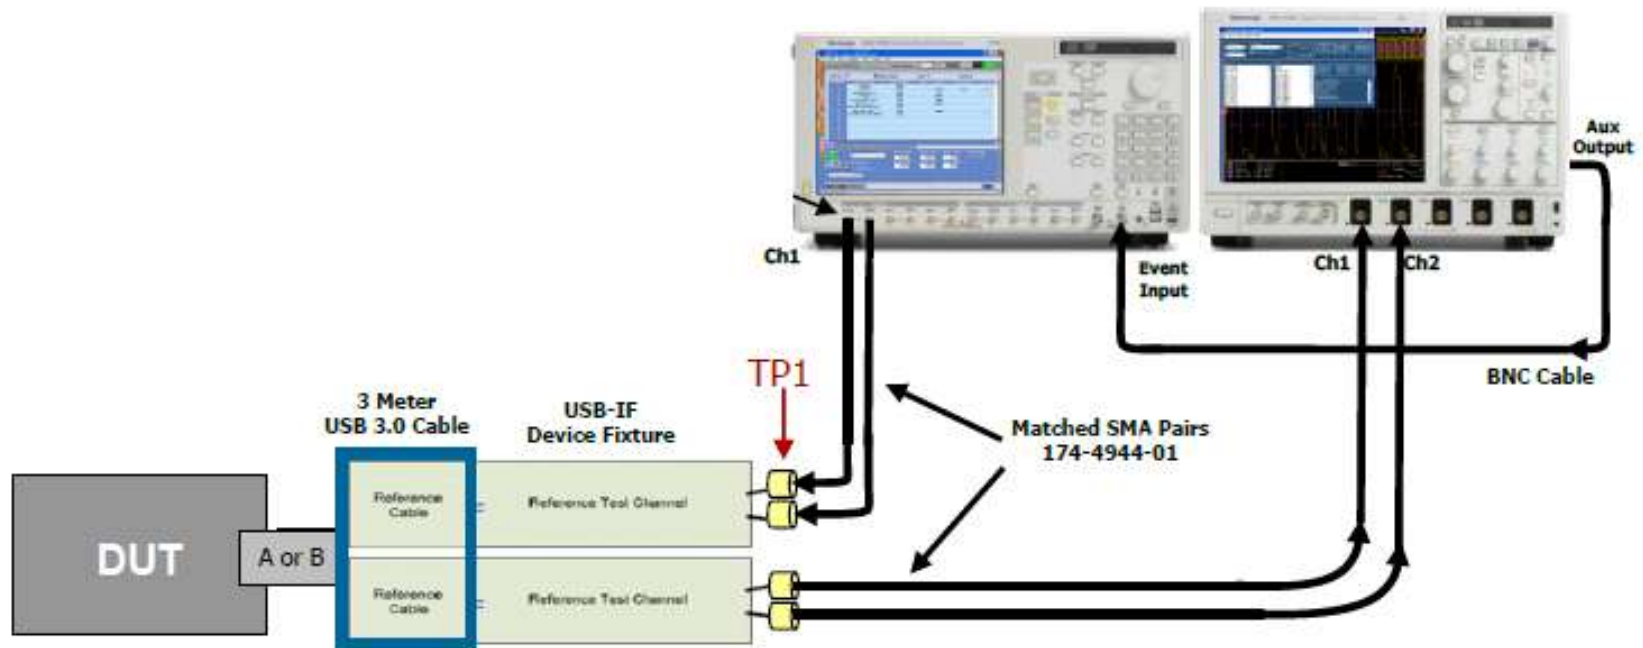 Aux
Output
Ch1
Event
Input
Ch1
Ch2
BNC Cable
TP1
3 Meter
USB 3.0 Cable
USB-IF
Device Fixture
Matched SMA Pairs
174-4944-01
Reference
Cable
Reference Test Channel
DUT
A or B
Reference
Cable
Reference Test Channel